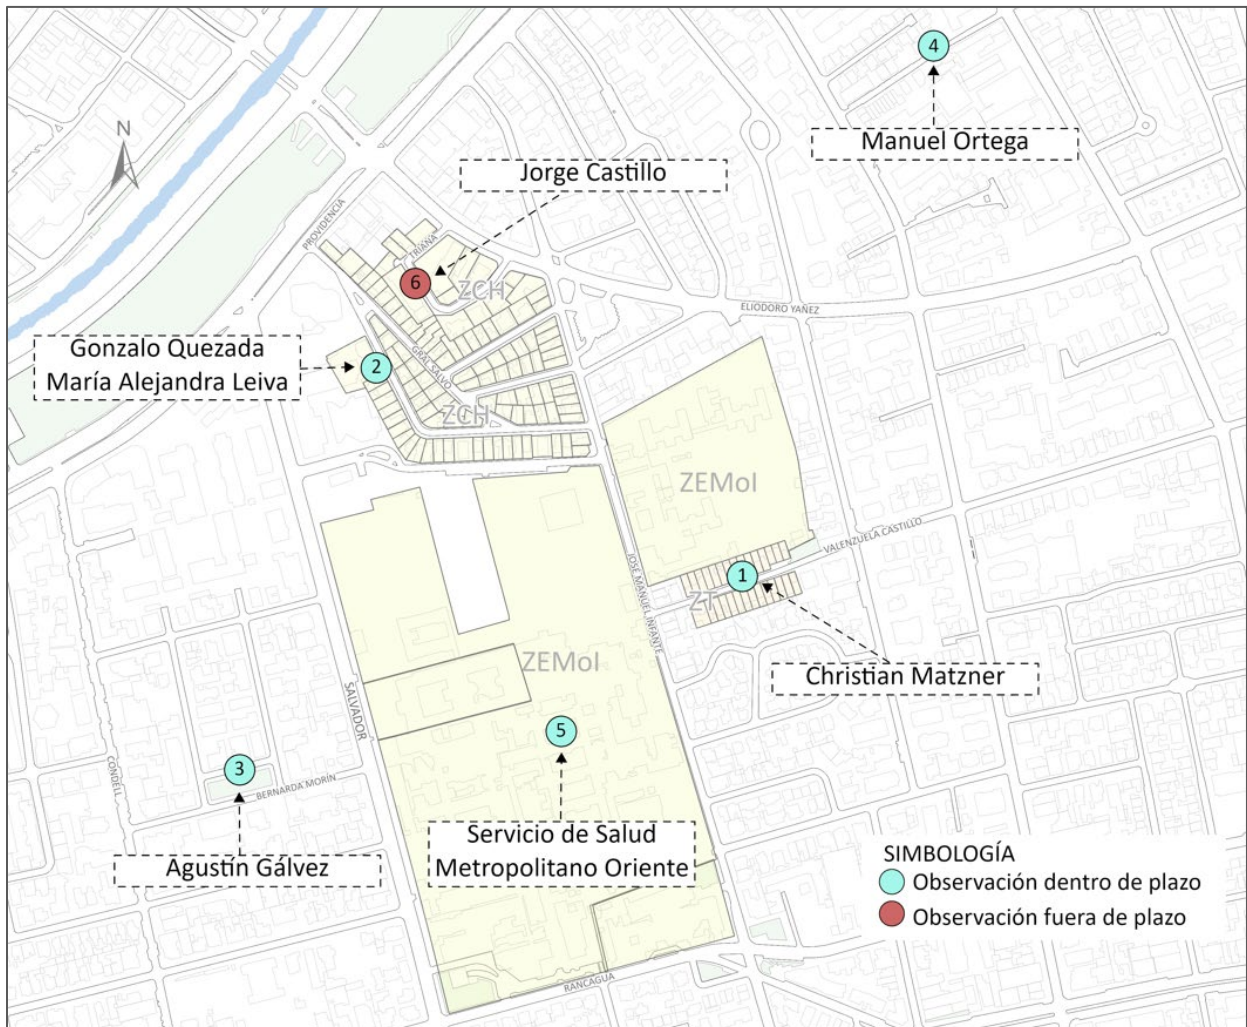 4
Manuel Ortega
N
Jorge Castillo
PROVIDENCIA
TRIANA
6
ZCH
ELIODORO YAÑEZ
Gonzalo Quezada
María Alejandra Leiva
2
GRAL SALVO
ZCH
ZEMol
VALENZUELA CASTILLO
JOSE MANUEL INFANTE
1
ZT
ZEMol
Christian Matzner
SALVADOR
CONDELL
5
3
BERNARDA MORÍN
Servicio de Salud
Metropolitano Oriente
Agustín Gálvez
SIMBOLOGÍA
Observación dentro de plazo
Observación fuera de plazo
RANCAGUA